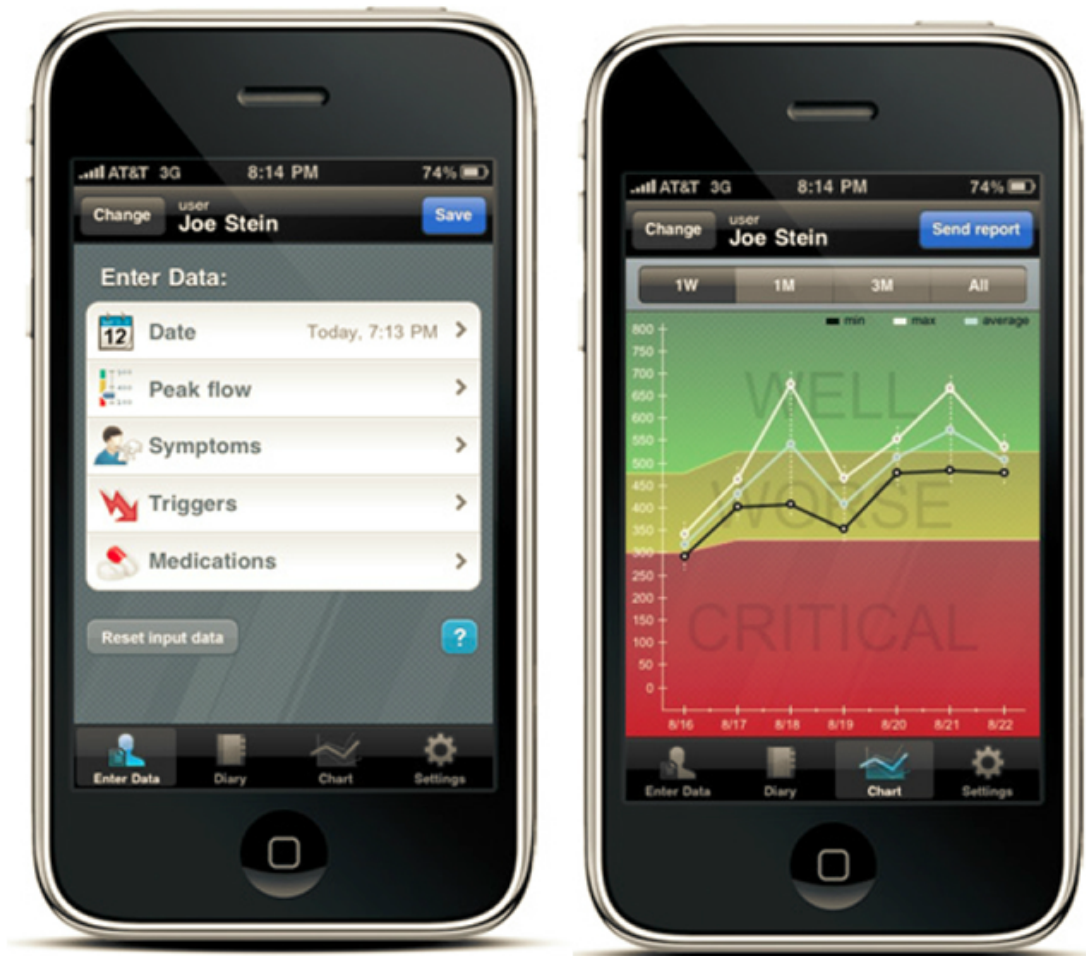 AT&T 3G 8:14 PM 74%
Change user Joe Stein Save
Enter Data:
12 Date Today, 7:13 PM >
Peak flow >
Symptoms >
Triggers >
Medications >
Reset input data ?
Enter Data Diary Chart Settings
AT&T 3G 8:14 PM 74%
Change user Joe Stein Send report
1W 1M 3M All
min max average
800
750
700
650
600
550
500
450
400
350
300
250
200
150
100
50
0
WELL
WORSE
CRITICAL
8/16 8/17 8/18 8/19 8/20 8/21 8/22
Enter Data Diary Chart Settings